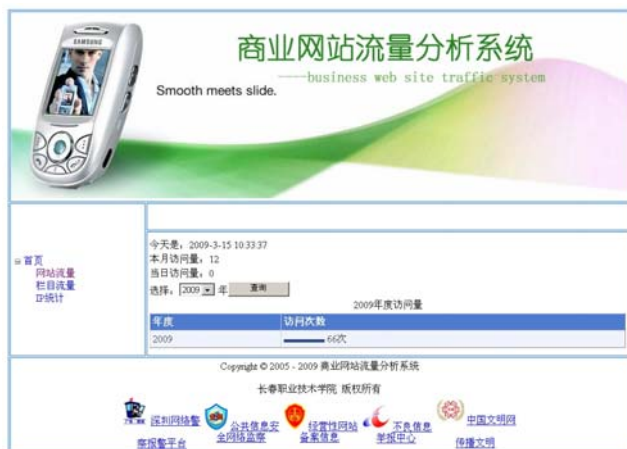 SAMSUNG
商业网站流量分析系统
----business web site traffic system
Smooth meets slide.
首页
网站流量
栏目流量
IP统计
今天是：2009-3-15 10:33:37
本月访问量：12
当日访问量：0
选择：2009 年 查询
2009年度访问量
年度 访问次数
2009 66次
Copyright © 2005 - 2009 商业网站流量分析系统
长春职业技术学院 版权所有
深圳网络警察报警平台
公共信息安全网络监察
经营性网站备案信息
不良信息举报中心
中国文明网传播文明